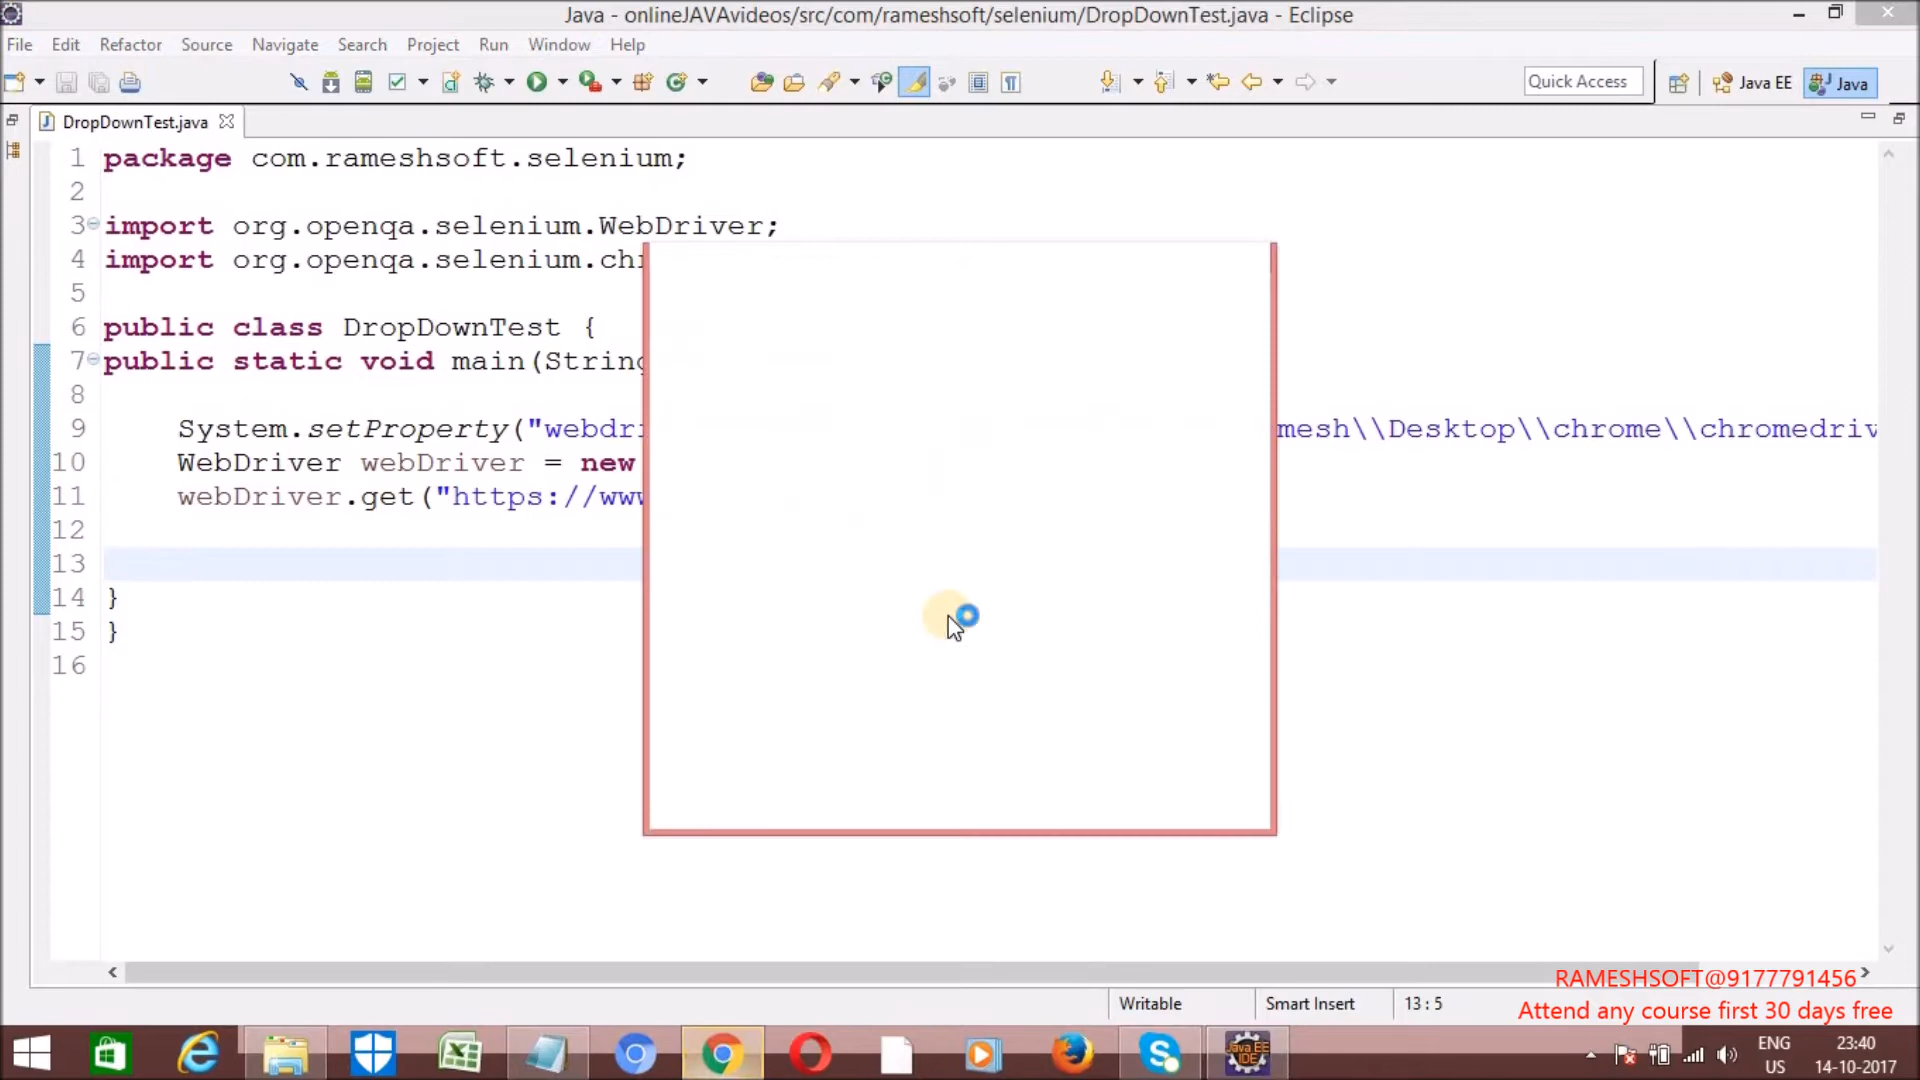 Java - onlineJAVAvideos/src/com/rameshsoft/selenium/DropDownTest.java - Eclipse
File Edit Refactor Source Navigate Search Project Run Window Help
Quick Access Java EE Java
DropDownTest.java
1 package com.rameshsoft.selenium;
2
3 import org.openqa.selenium.WebDriver;
4 import org.openqa.selenium.chr
5
6 public class DropDownTest {
7 public static void main(String
8
9 System.setProperty("webdri mesh\\Desktop\\chrome\\chromedriv
10 WebDriver webDriver = new
11 webDriver.get("https://www
12
13
14 }
15 }
16
RAMESHSOFT@9177791456
Writable Smart Insert 13 : 5
Attend any course first 30 days free
Java EE IDE
ENG 23:40
US 14-10-2017